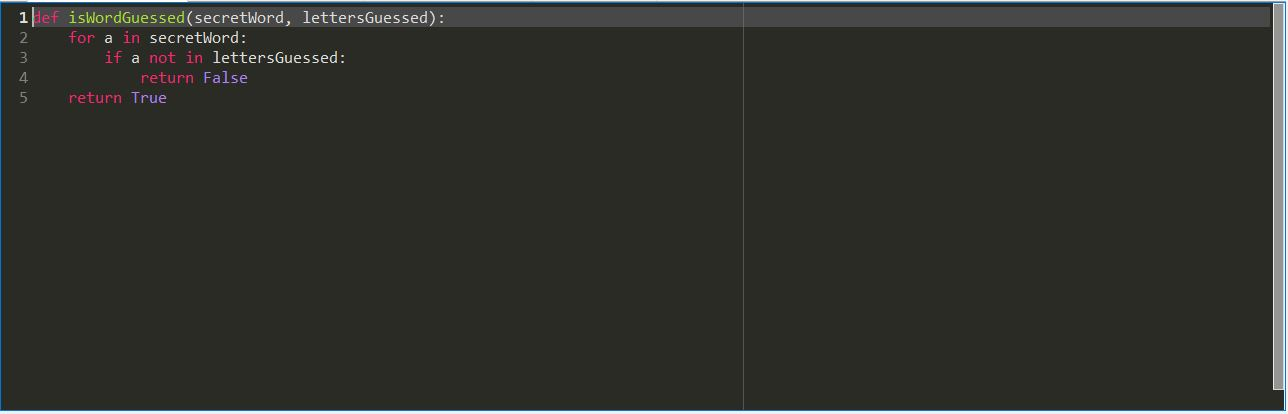 1 def isWordGuessed(secretWord, lettersGuessed):
2     for a in secretWord:
3         if a not in lettersGuessed:
4             return False
5     return True